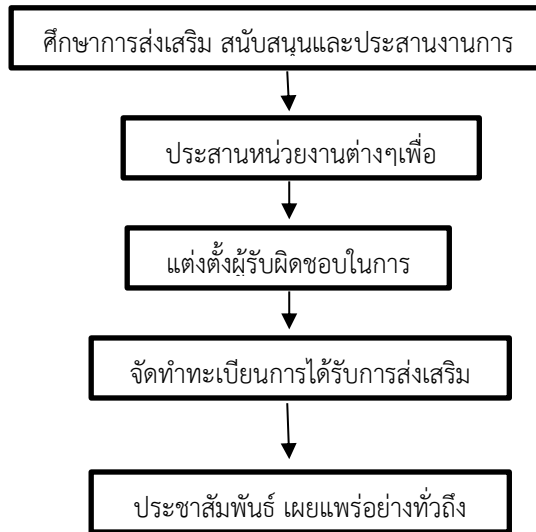 ศึกษาการส่งเสริม สนับสนุนและประสานงานการ
ประสานหน่วยงานต่างๆเพื่อ
แต่งตั้งผู้รับผิดชอบในการ
จัดทำทะเบียนการได้รับการส่งเสริม
ประชาสัมพันธ์ เผยแพร่อย่างทั่วถึง